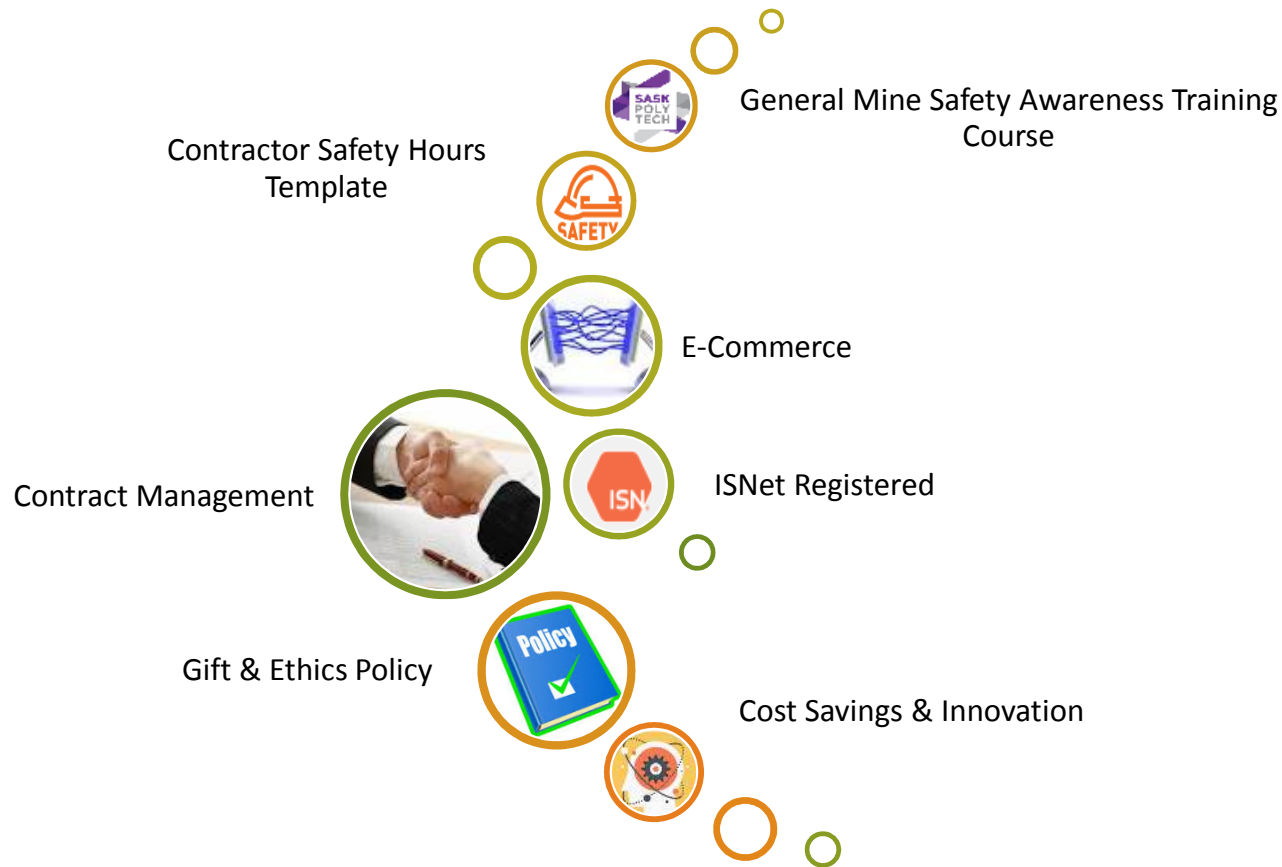 General Mine Safety Awareness Training
Course
SASK
POLY
TECH
Contractor Safety Hours
Template
SAFETY
E-Commerce
Contract Management
ISN
ISNet Registered
Gift & Ethics Policy
Policy
Cost Savings & Innovation